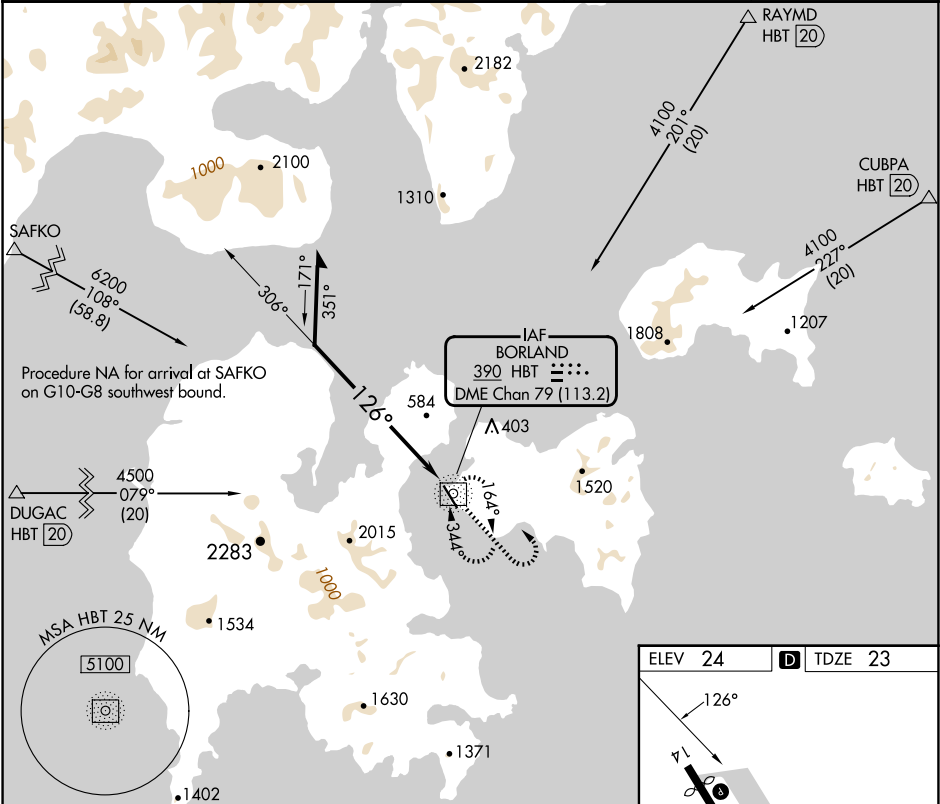 RAYMD
HBT 20
2182
4100
201°
(20)
2100
1000
CUBPA
HBT 20
1310
4100
227°
(20)
SAFKO
6200
108°
(58.8)
306°
171°
351°
1207
1808
IAF
BORLAND
390 HBT
DME Chan 79 (113.2)
Procedure NA for arrival at SAFKO
on G10-G8 southwest bound.
126°
584
403
1520
4500
079°
(20)
DUGAC
HBT 20
164°
344°
2015
2283
1000
1534
MSA HBT 25 NM
5100
1630
1371
1402
ELEV 24
D
TDZE 23
126°
14
P